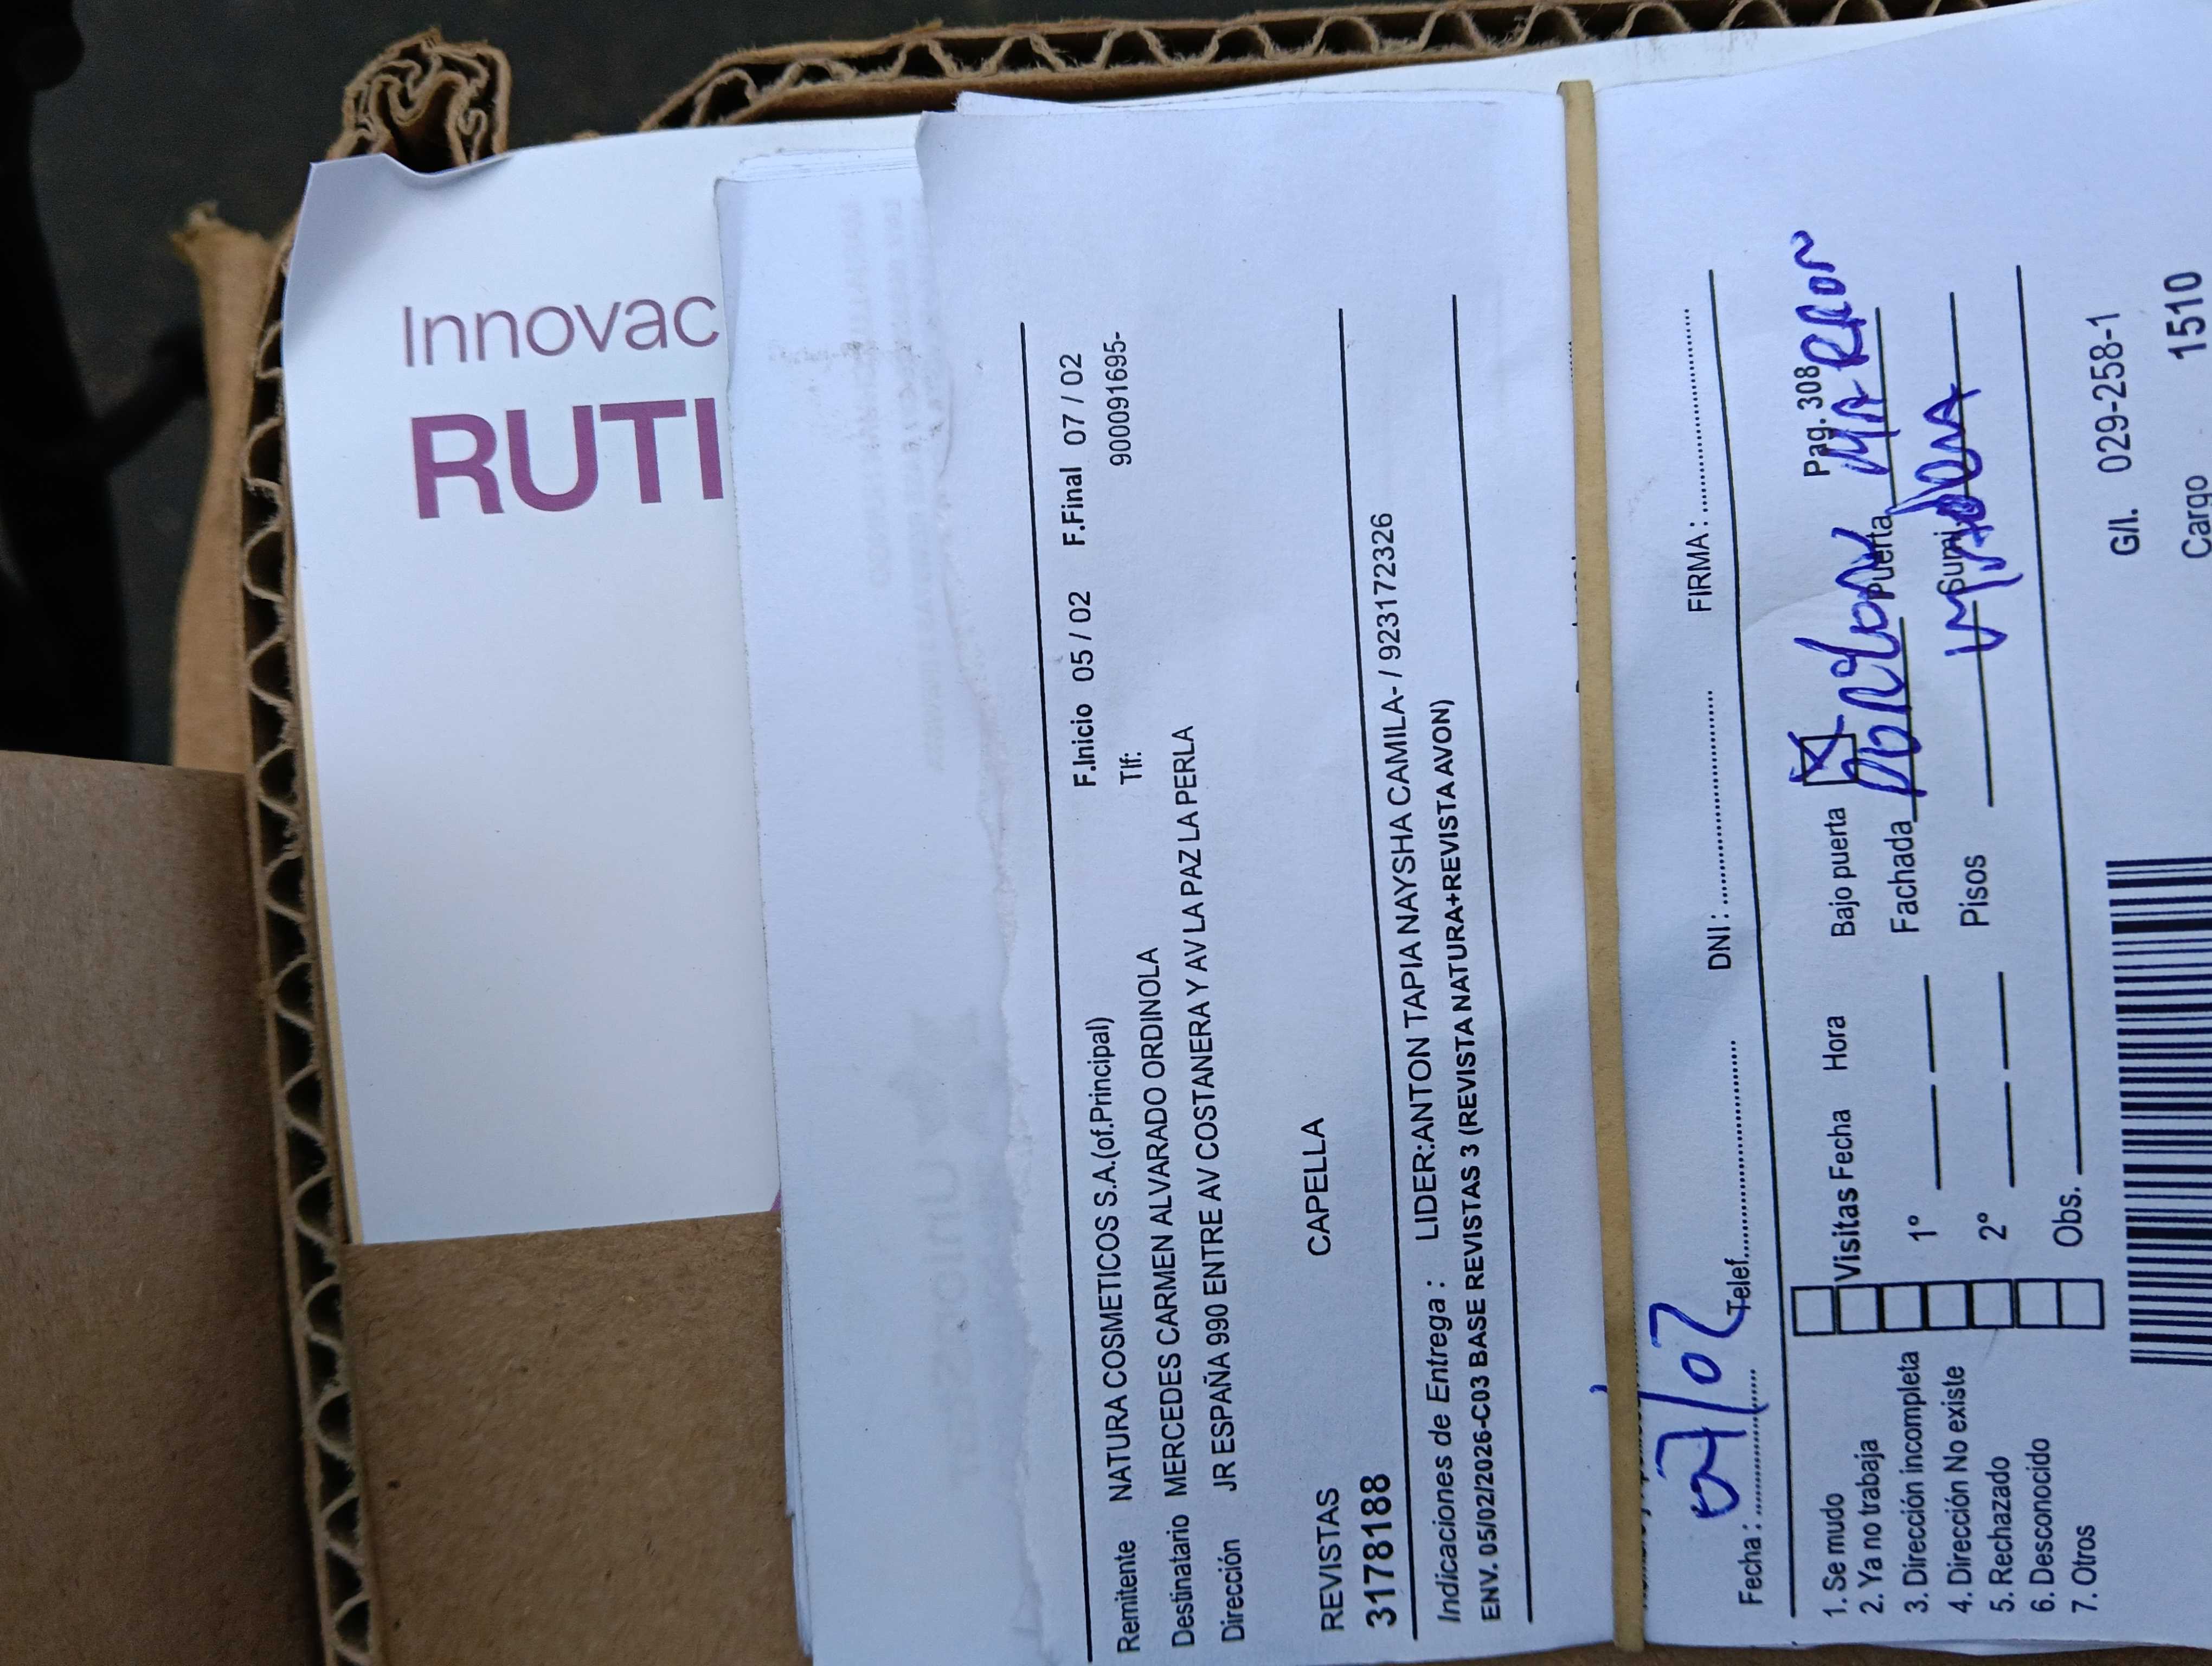 Innovac
RUTI
F.Inicio 05 / 02 F.Final 07 / 02
Remitente NATURA COSMETICOS S.A.(of.Principal) Tlf: 900091695-
Destinatario MERCEDES CARMEN ALVARADO ORDINOLA
Dirección JR ESPAÑA 990 ENTRE AV COSTANERA Y AV LA PAZ LA PERLA
REVISTAS CAPELLA
3178188
Indicaciones de Entrega : LIDER:ANTON TAPIA NAYSHA CAMILA- / 923172326
ENV. 05/02/2026-C03 BASE REVISTAS 3 (REVISTA NATURA+REVISTA AVON)
Fecha : 07/02 Telef. DNI : FIRMA :
1. Se mudo
2. Ya no trabaja
3. Dirección incompleta
4. Dirección No existe
5. Rechazado
6. Desconocido
7. Otros
Visitas Fecha Hora
1°
2°
Obs.
Bajo puerta Pag. 308
Fachada Puerta
Pisos Sumi
G/l. 029-258-1
Cargo 1510